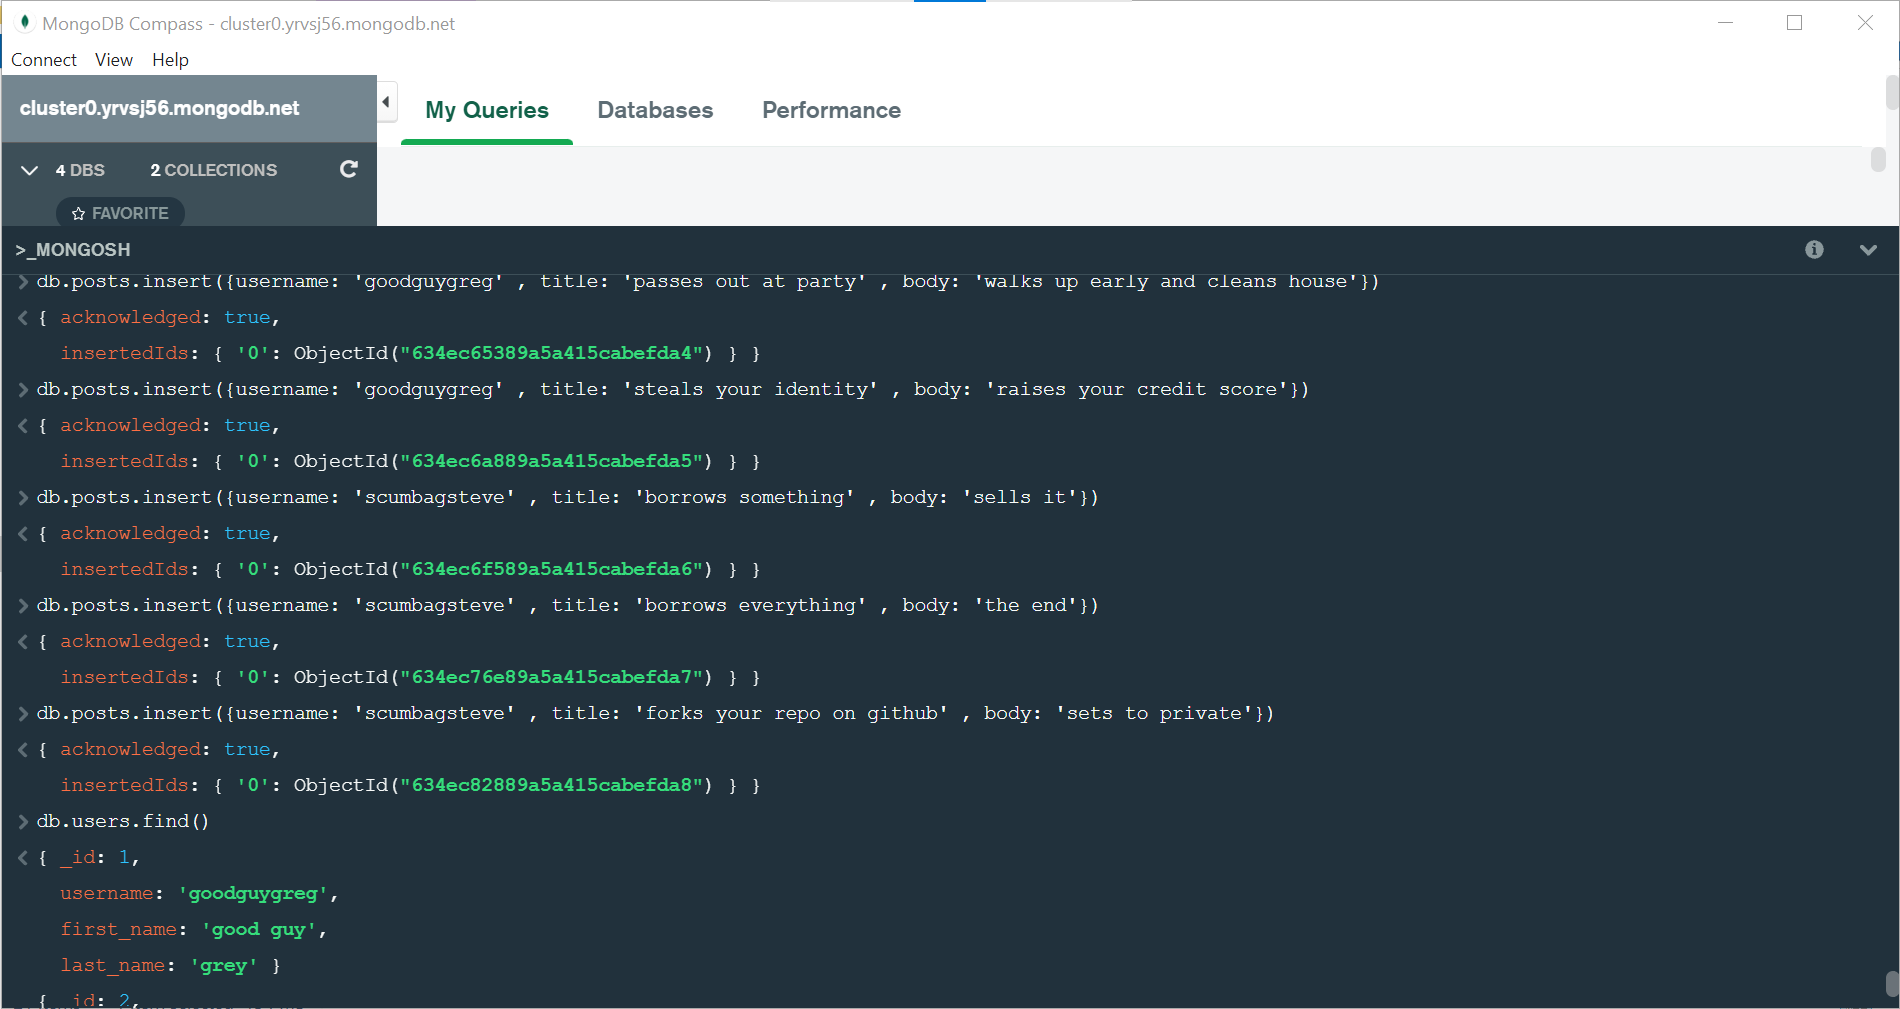 MongoDB Compass - cluster0.yrvsj56.mongodb.net
Connect View Help
cluster0.yrvsj56.mongodb.net
My Queries Databases Performance
4 DBS 2 COLLECTIONS
FAVORITE
>_MONGOSH
> db.posts.insert({username: 'goodguygreg' , title: 'passes out at party' , body: 'walks up early and cleans house'})
< { acknowledged: true,
insertedIds: { '0': ObjectId("634ec65389a5a415cabefda4") } }
> db.posts.insert({username: 'goodguygreg' , title: 'steals your identity' , body: 'raises your credit score'})
< { acknowledged: true,
insertedIds: { '0': ObjectId("634ec6a889a5a415cabefda5") } }
> db.posts.insert({username: 'scumbagsteve' , title: 'borrows something' , body: 'sells it'})
< { acknowledged: true,
insertedIds: { '0': ObjectId("634ec6f589a5a415cabefda6") } }
> db.posts.insert({username: 'scumbagsteve' , title: 'borrows everything' , body: 'the end'})
< { acknowledged: true,
insertedIds: { '0': ObjectId("634ec76e89a5a415cabefda7") } }
> db.posts.insert({username: 'scumbagsteve' , title: 'forks your repo on github' , body: 'sets to private'})
< { acknowledged: true,
insertedIds: { '0': ObjectId("634ec82889a5a415cabefda8") } }
> db.users.find()
< { _id: 1,
username: 'goodguygreg',
first_name: 'good guy',
last_name: 'grey' }
{ _id: 2,